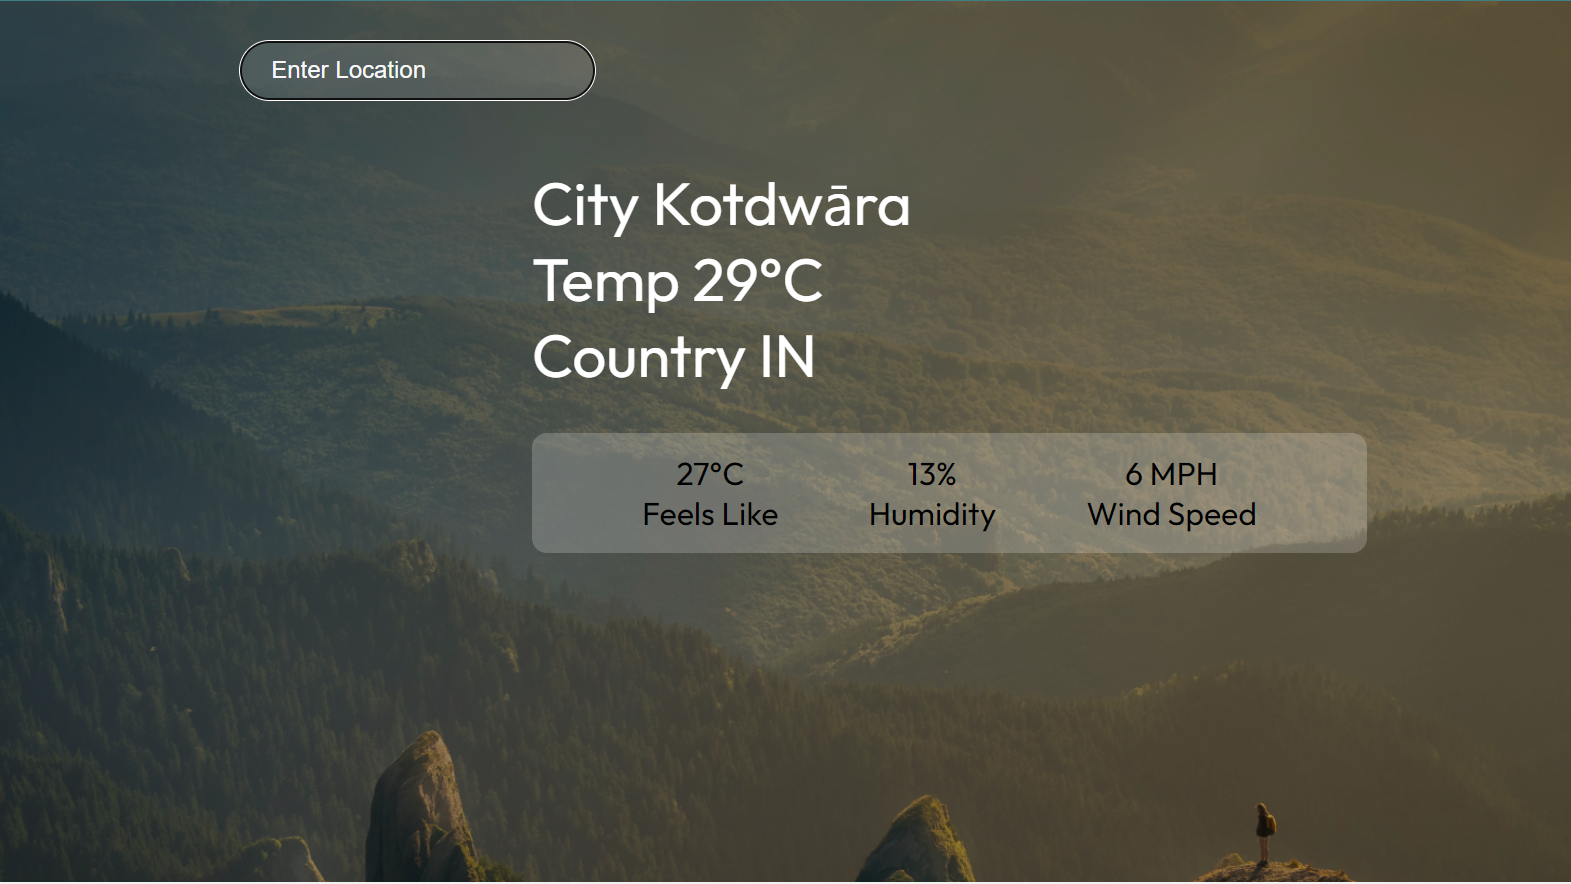 Enter Location
City Kotdwāra
Temp 29°C
Country IN
27°C 13% 6 MPH
Feels Like Humidity Wind Speed